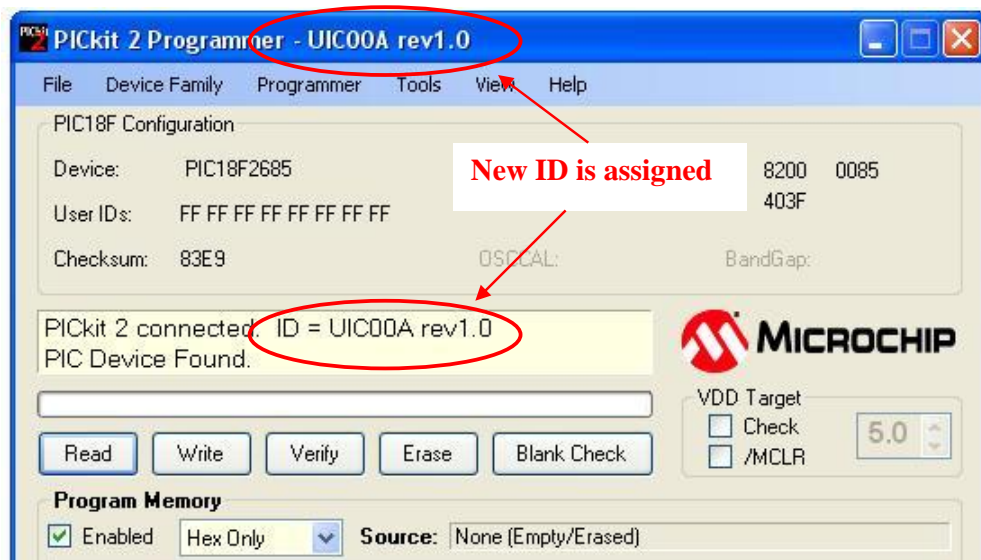 PICkit 2 Programmer - UIC00A rev1.0
File Device Family Programmer Tools View Help
PIC18F Configuration
Device: PIC18F2685
New ID is assigned
8200 0085
User IDs: FF FF FF FF FF FF FF FF
403F
Checksum: 83E9
OSCCAL:
BandGap:
PICkit 2 connected. ID = UIC00A rev1.0
PIC Device Found.
MICROCHIP
VDD Target
Check
/MCLR
5.0
Read Write Verify Erase Blank Check
Program Memory
Enabled Hex Only Source: None (Empty/Erased)